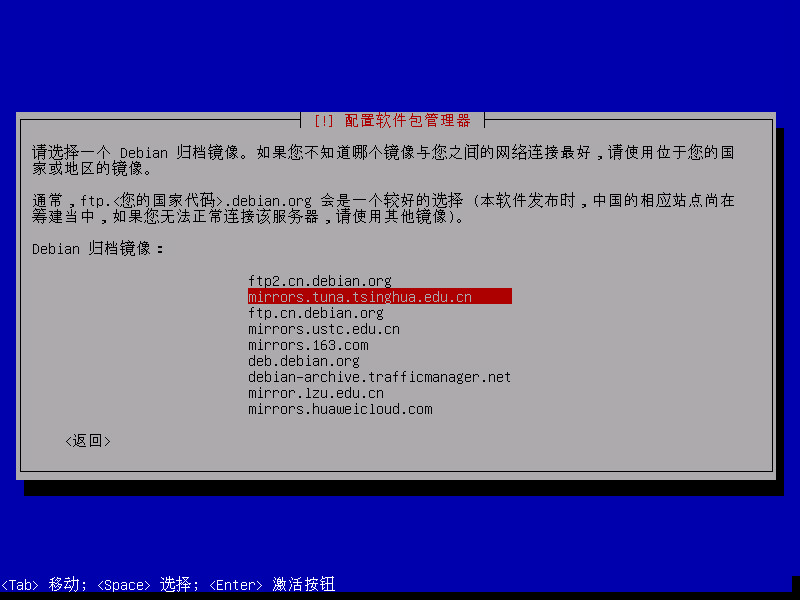 [!] 配置软件包管理器
请选择一个 Debian 归档镜像。如果您不知道哪个镜像与您之间的网络连接最好，请使用位于您的国
家或地区的镜像。
通常，ftp.<您的国家代码>.debian.org 会是一个较好的选择 (本软件发布时，中国的相应站点尚在
筹建当中，如果您无法正常连接该服务器，请使用其他镜像)。
Debian 归档镜像：
ftp2.cn.debian.org
mirrors.tuna.tsinghua.edu.cn
ftp.cn.debian.org
mirrors.ustc.edu.cn
mirrors.163.com
deb.debian.org
debian-archive.trafficmanager.net
mirror.lzu.edu.cn
mirrors.huaweicloud.com
<返回>
<Tab> 移动; <Space> 选择; <Enter> 激活按钮